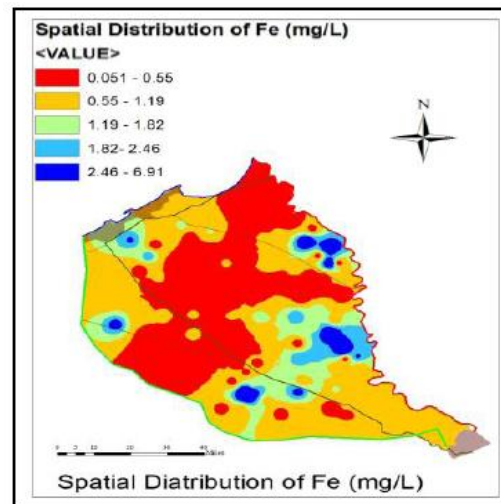 Spatial Distribution of Fe (mg/L)
<VALUE>
0.051 - 0.55
0.55 - 1.19
1.19 - 1.82
1.82- 2.46
2.46 - 6.91
N
Spatial Diatribution of Fe (mg/L)